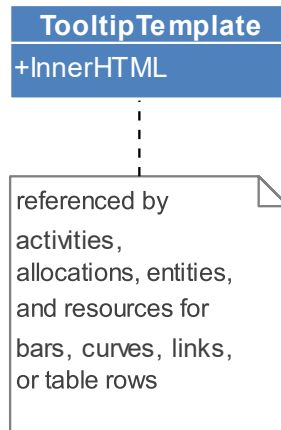 TooltipTemplate
+InnerHTML
referenced by
activities,
allocations, entities,
and resources for
bars, curves, links,
or table rows